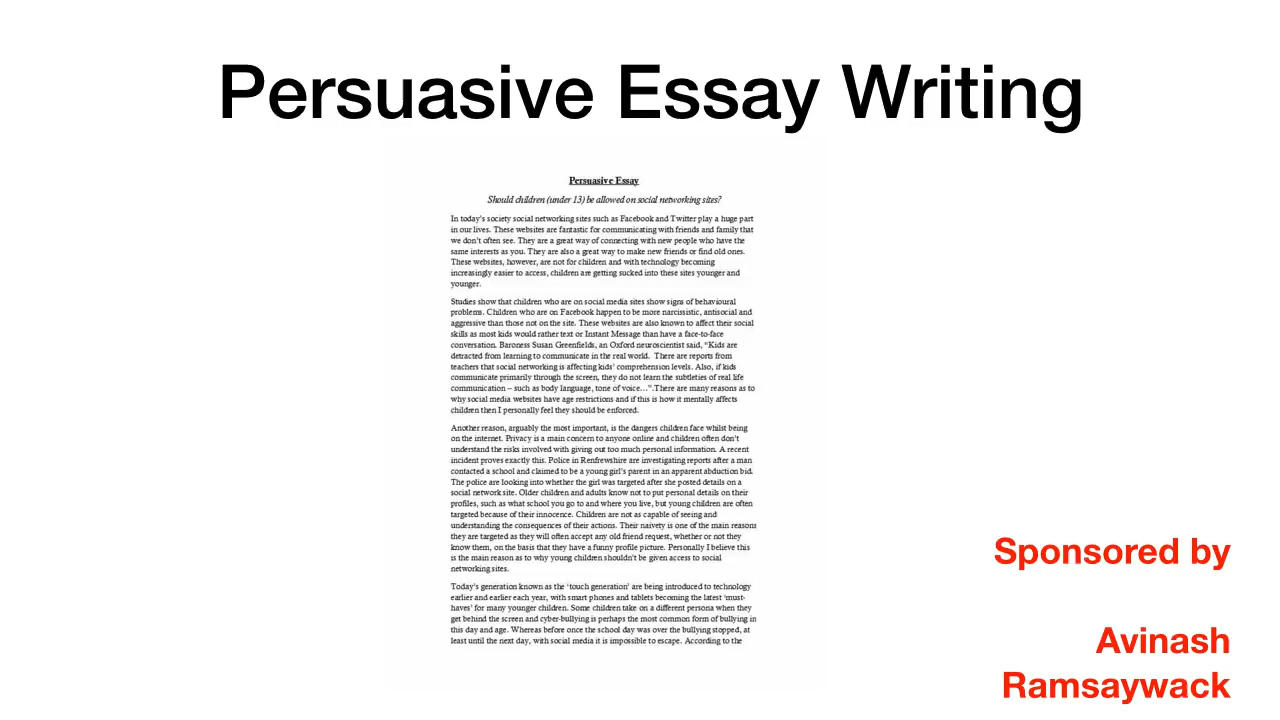 Persuasive Essay Writing
Persuasive Essay
Should children (under 13) be allowed on social networking sites?
In today's society social networking sites such as Facebook and Twitter play a huge part
in our lives. These websites are fantastic for communicating with friends and family that
we don't often see. They are a great way of connecting with new people who have the
same interests as you. They are also a great way to make new friends or find old ones.
These websites, however, are not for children and with technology becoming
increasingly easier to access, children are getting sucked into these sites younger and
younger.
Studies show that children who are on social media sites show signs of behavioural
problems. Children who are on Facebook happen to be more narcissistic, antisocial and
aggressive than those not on the site. These websites are also known to affect their social
skills as most kids would rather text or Instant Message than have a face-to-face
conversation. Baroness Susan Greenfields, an Oxford neuroscientist said, “Kids are
detracted from learning to communicate in the real world.  There are reports from
teachers that social networking is affecting kids’ comprehension levels. Also, if kids
communicate primarily through the screen, they do not learn the subtleties of real life
communication – such as body language, tone of voice…”.There are many reasons as to
why social media websites have age restrictions and if this is how it mentally affects
children then I personally feel they should be enforced.
Another reason, arguably the most important, is the dangers children face whilst being
on the internet. Privacy is a main concern to anyone online and children often don't
understand the risks involved with giving out too much personal information. A recent
incident proves exactly this. Police in Renfrewshire are investigating reports after a man
contacted a school and claimed to be a young girl's parent in an apparent abduction bid.
The police are looking into whether the girl was targeted after she posted details on a
social network site. Older children and adults know not to put personal details on their
profiles, such as what school you go to and where you live, but young children are often
targeted because of their innocence. Children are not as capable of seeing and
understanding the consequences of their actions. Their naivety is one of the main reasons
they are targeted as they will often accept any old friend request, whether or not they
know them, on the basis that they have a funny profile picture. Personally I believe this
is the main reason as to why young children shouldn't be given access to social
networking sites.
Today's generation known as the ‘touch generation’ are being introduced to technology
earlier and earlier each year, with smart phones and tablets becoming the latest ‘must-
haves’ for many younger children. Some children take on a different persona when they
get behind the screen and cyber-bullying is perhaps the most common form of bullying in
this day and age. Whereas before once the school day was over the bullying stopped, at
least until the next day, with social media it is impossible to escape. According to the
Sponsored by
Avinash
Ramsaywack